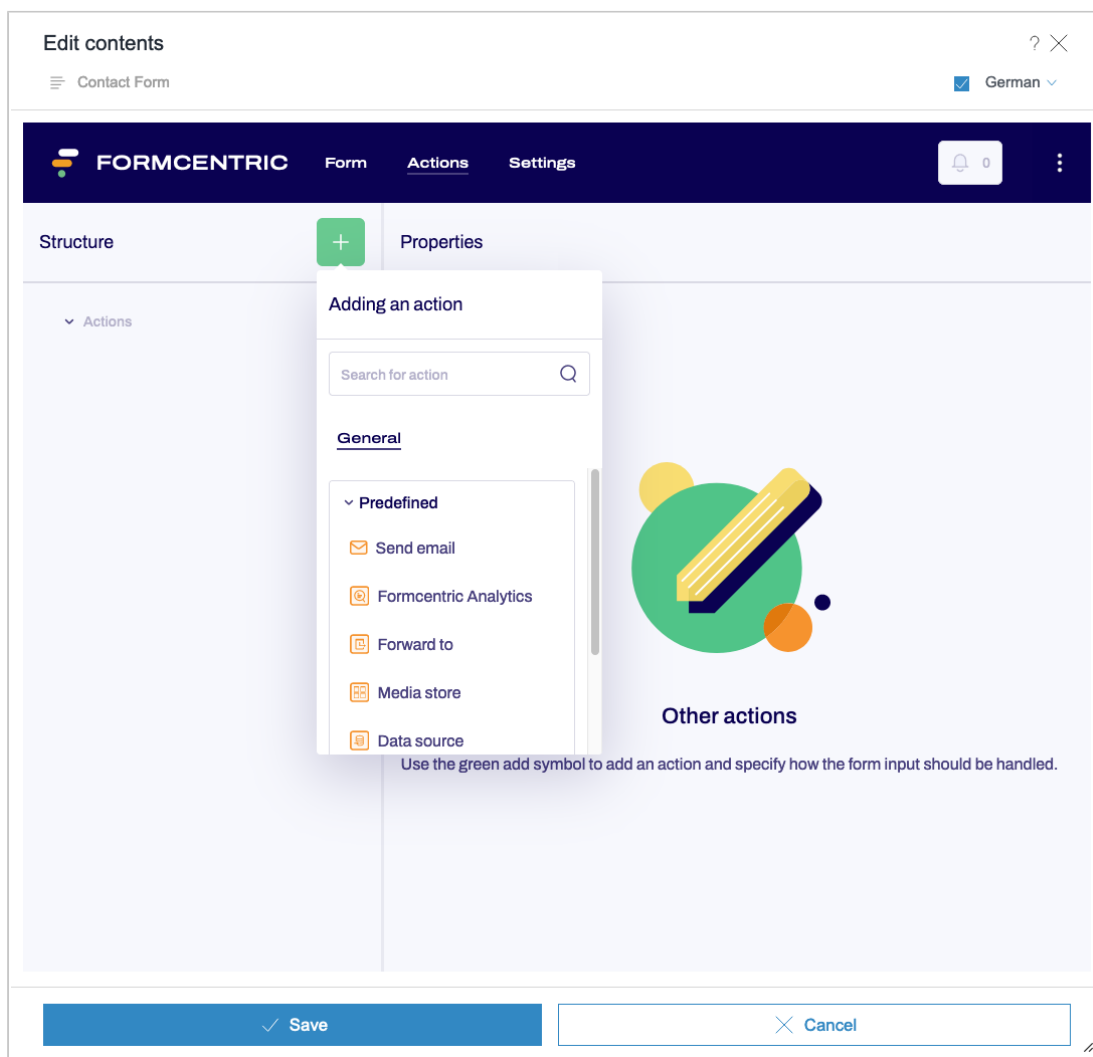 Edit contents
?
Contact Form
German
FORMCENTRIC Form Actions Settings
0
Structure
+
Properties
Adding an action
Actions
Search for action
General
Predefined
Send email
Formcentric Analytics
Forward to
Media store
Data source
Other actions
Use the green add symbol to add an action and specify how the form input should be handled.
Save
Cancel